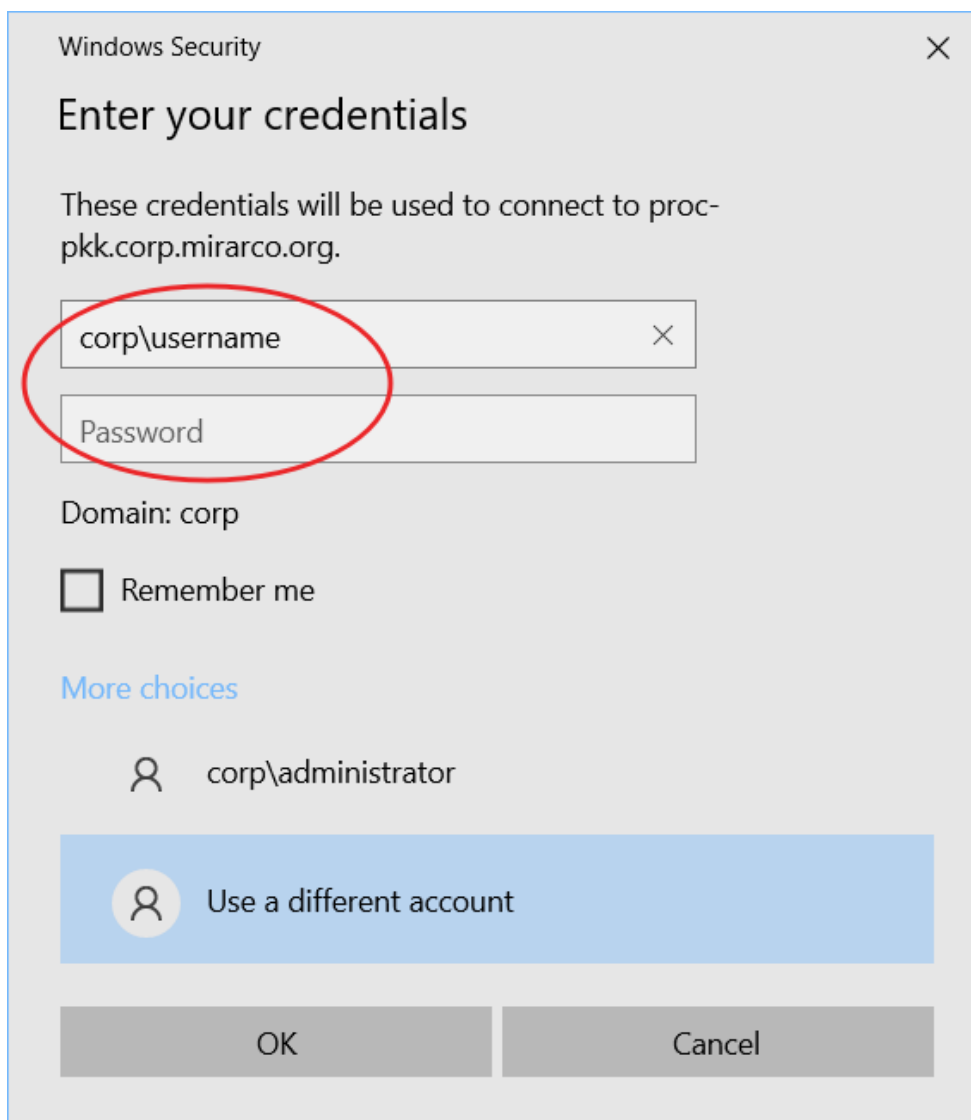 Windows Security
Enter your credentials
These credentials will be used to connect to proc-
pkk.corp.mirarco.org.
corp\username
Password
Domain: corp
Remember me
More choices
corp\administrator
Use a different account
OK
Cancel